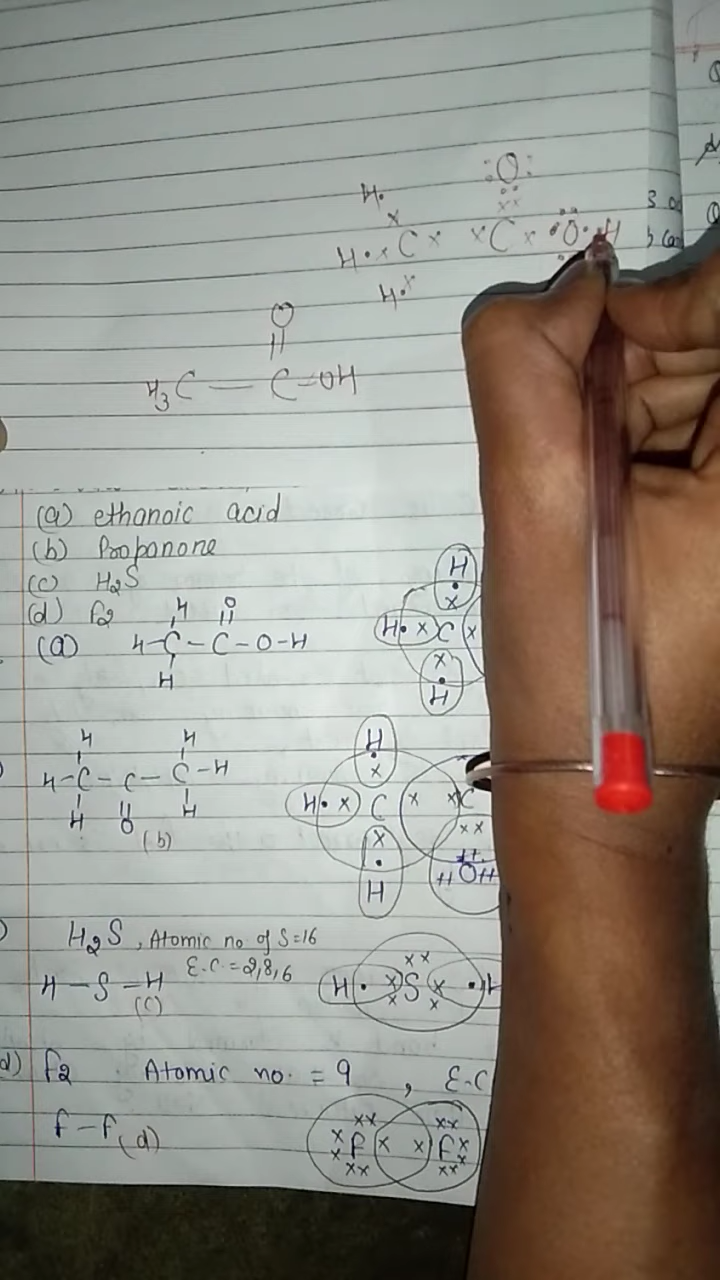 :O:
H.
H. C C O H
H.
O
||
H3C — C-OH
(a) ethanoic acid
(b) Propanone
(c) H2S
(d) f2
(a)
H O
H-C-C-O-H
H
H H
H-C-C-C-H
H O H
(b)
H
H•x C x xC
H
H2S, Atomic no. of S=16
E.C.=2,8,6
H-S-H
(c)
H• S •H
d) f2 Atomic no. = 9 , E.C
f-f(d)
f f